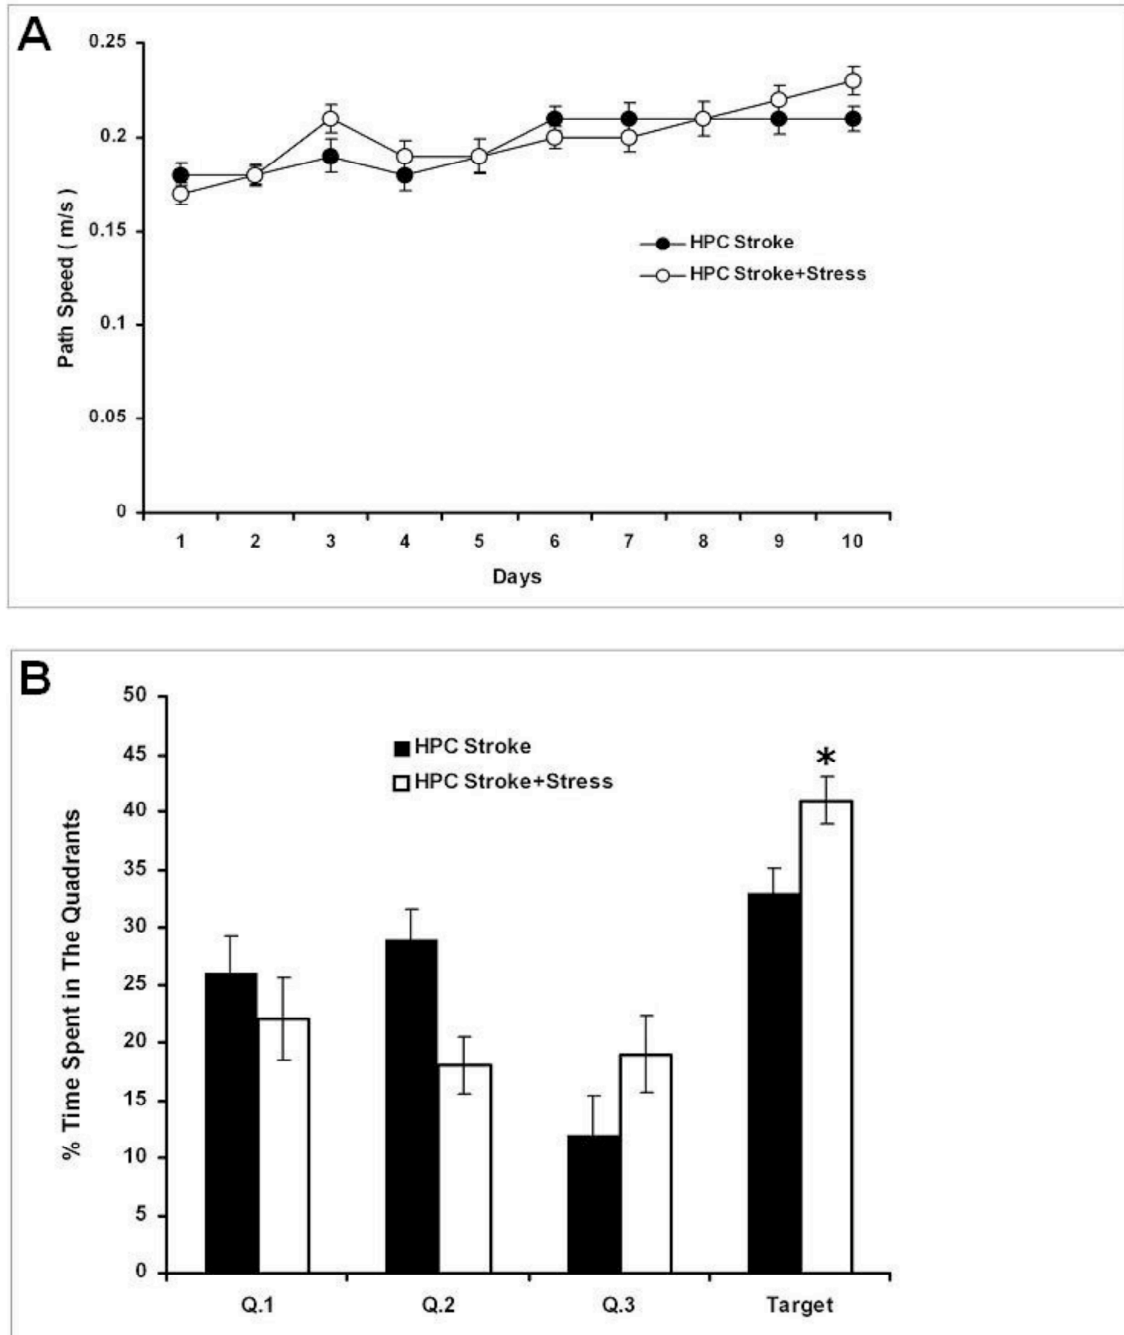 A
0.25
0.2
0.15
0.1
0.05
0
Path Speed ( m/s )
HPC Stroke
HPC Stroke+Stress
1 2 3 4 5 6 7 8 9 10
Days
B
50
45
40
35
30
25
20
15
10
5
0
% Time Spent in The Quadrants
HPC Stroke
HPC Stroke+Stress
*
Q.1 Q.2 Q.3 Target